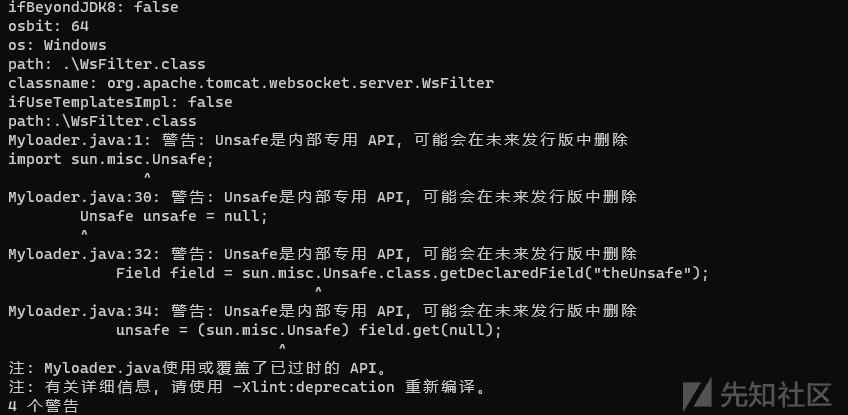 ifBeyondJDK8: false
osbit: 64
os: Windows
path: .\WsFilter.class
classname: org.apache.tomcat.websocket.server.WsFilter
ifUseTemplatesImpl: false
path:.\WsFilter.class
Myloader.java:1: 警告: Unsafe是内部专用 API, 可能会在未来发行版中删除
import sun.misc.Unsafe;
^
Myloader.java:30: 警告: Unsafe是内部专用 API, 可能会在未来发行版中删除
Unsafe unsafe = null;
^
Myloader.java:32: 警告: Unsafe是内部专用 API, 可能会在未来发行版中删除
Field field = sun.misc.Unsafe.class.getDeclaredField("theUnsafe");
^
Myloader.java:34: 警告: Unsafe是内部专用 API, 可能会在未来发行版中删除
unsafe = (sun.misc.Unsafe) field.get(null);
^
注: Myloader.java使用或覆盖了已过时的 API。
注: 有关详细信息, 请使用 -Xlint:deprecation 重新编译。
4 个警告
先知社区